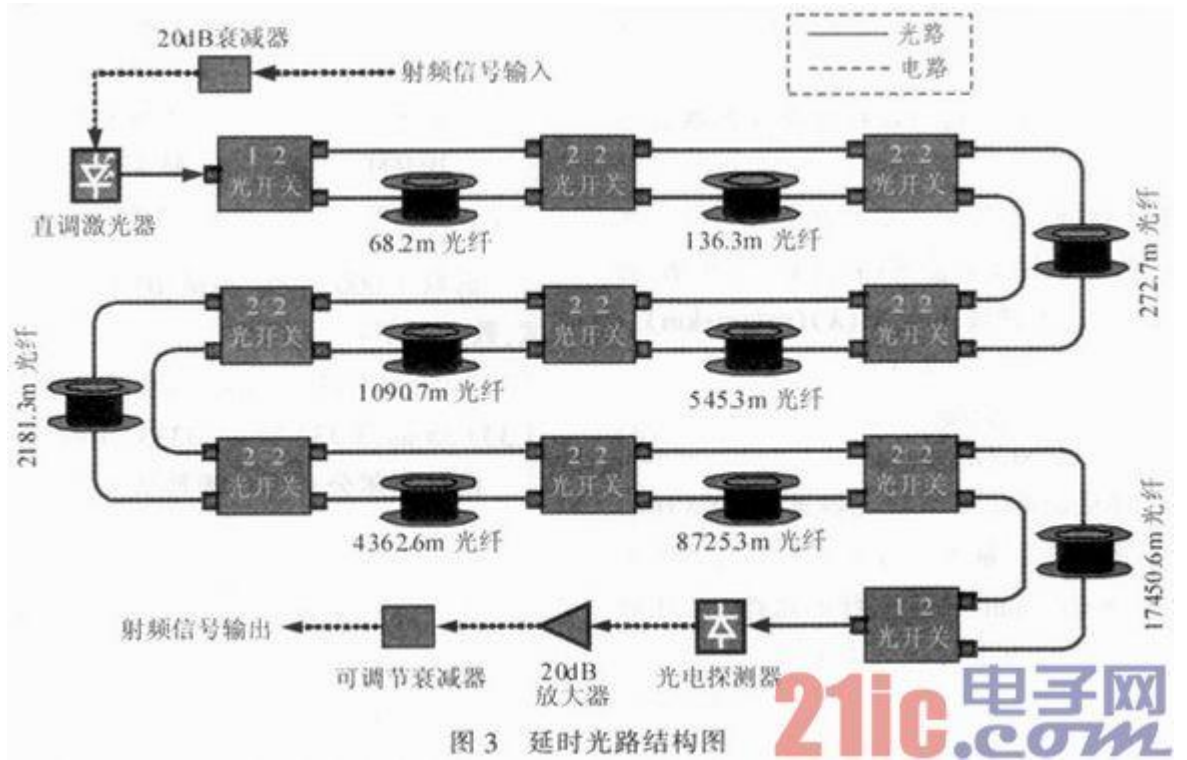 20dB衰减器
射频信号输入
光路
电路
直调激光器
1 2
光开关
2 2
光开关
2 2
光开关
68.2m 光纤
136.3m 光纤
272.7m 光纤
2 2
光开关
2 2
光开关
2 2
光开关
1090.7m 光纤
545.3m 光纤
2181.3m 光纤
2 2
光开关
2 2
光开关
2 2
光开关
4362.6m 光纤
8725.3m 光纤
17450.6m 光纤
1 2
光开关
射频信号输出
可调节衰减器
20dB
放大器
光电探测器
图 3 延时光路结构图
21ic电子网
.com